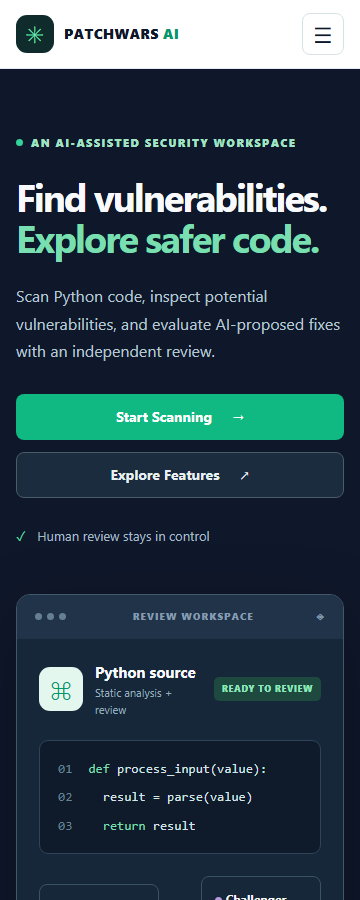 PATCHWARS AI
AN AI-ASSISTED SECURITY WORKSPACE
Find vulnerabilities.
Explore safer code.
Scan Python code, inspect potential
vulnerabilities, and evaluate AI-proposed fixes
with an independent review.
Start Scanning →
Explore Features ↗
✓ Human review stays in control
REVIEW WORKSPACE
Python source
Static analysis +
review
READY TO REVIEW
01 def process_input(value):
02 result = parse(value)
03 return result
Challenger